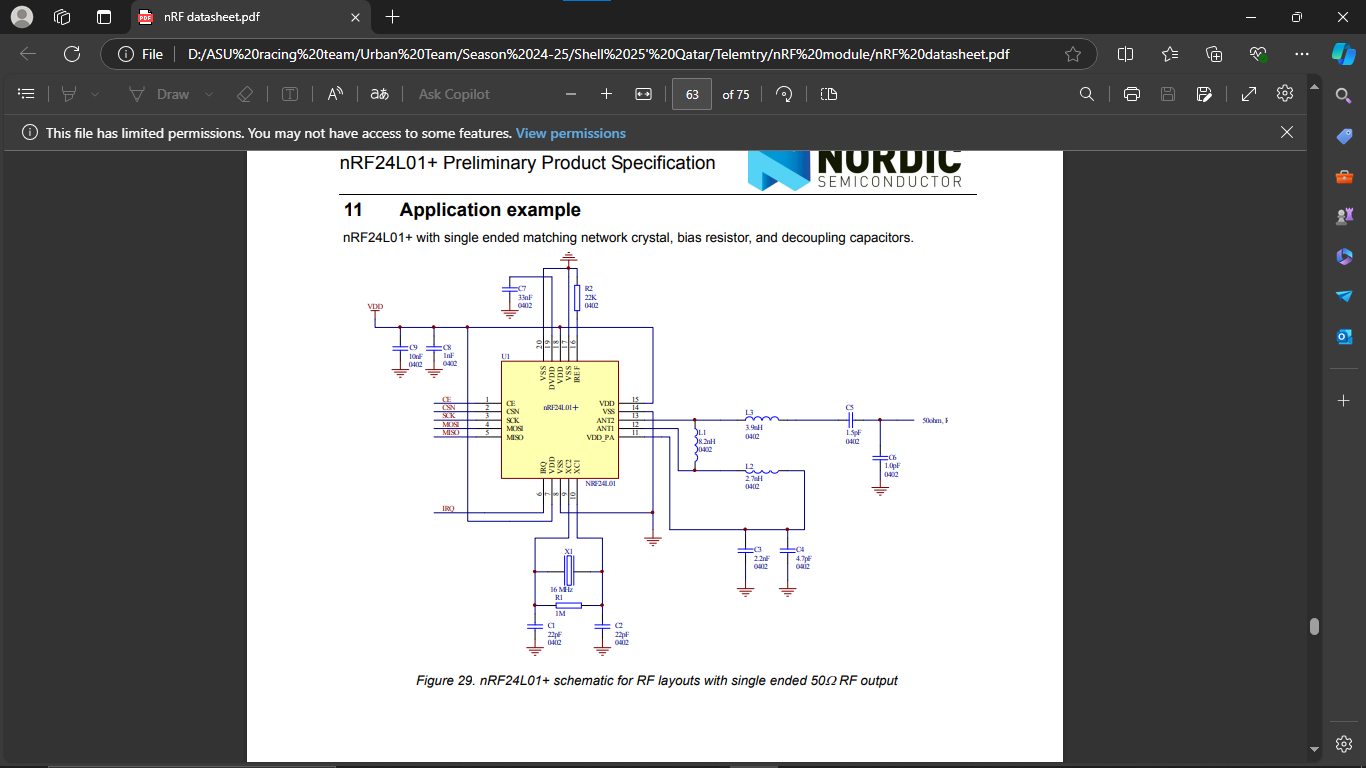 nRF datasheet.pdf
File
D:/ASU%20racing%20team/Urban%20Team/Season%2024-25/Shell%2025'%20Qatar/Telemtry/nRF%20module/nRF%20datasheet.pdf
Draw
Ask Copilot
63 of 75
This file has limited permissions. You may not have access to some features. View permissions
nRF24L01+ Preliminary Product Specification
NORDIC
SEMICONDUCTOR
11 Application example
nRF24L01+ with single ended matching network crystal, bias resistor, and decoupling capacitors.
C7
33nF
0402
R2
22K
0402
VDD
C9
10nF
0402
C8
1nF
0402
U1
20
19
18
17
16
VSS
DVDD
VDD
VSS
IREF
nRF24L01+
CE 1 CE
CSN 2 CSN
SCK 3 SCK
MOSI 4 MOSI
MISO 5 MISO
VDD 15
VSS 14
ANT2 13
ANT1 12
VDD_PA 11
IRQ
VDD
VSS
XC2
XC1
6
7
8
9
10
NRF24L01
IRQ
L1
8.2nH
0402
L3
3.9nH
0402
L2
2.7nH
0402
C5
1.5pF
0402
50ohm, F
C6
1.0pF
0402
C3
2.2nF
0402
C4
4.7pF
0402
X1
16 MHz
R1
1M
C1
22pF
0402
C2
22pF
0402
Figure 29. nRF24L01+ schematic for RF layouts with single ended 50Ω RF output